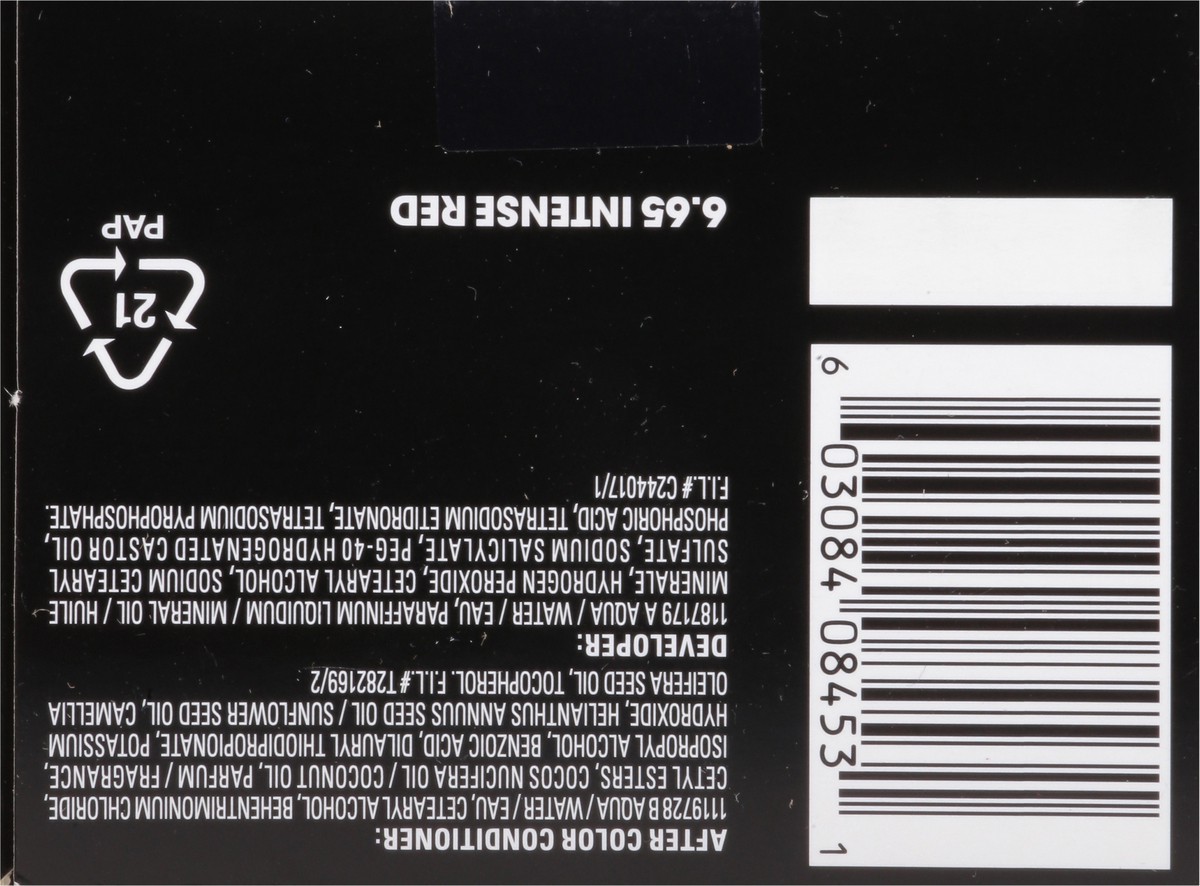 AFTER COLOR CONDITIONER:
1119728 B AQUA / WATER / EAU, CETEARYL ALCOHOL, BEHENTRIMONIUM CHLORIDE,
CETYL ESTERS, COCOS NUCIFERA OIL / COCONUT OIL, PARFUM / FRAGRANCE,
ISOPROPYL ALCOHOL, BENZOIC ACID, DILAURYL THIODIPROPIONATE, POTASSIUM
HYDROXIDE, HELIANTHUS ANNUUS SEED OIL / SUNFLOWER SEED OIL, CAMELLIA
OLEIFERA SEED OIL, TOCOPHEROL. F.I.L.# T282169/2
DEVELOPER:
1187179 A AQUA / WATER / EAU, PARAFFINUM LIQUIDUM / MINERAL OIL / HUILE
MINERALE, HYDROGEN PEROXIDE, CETEARYL ALCOHOL, SODIUM CETEARYL
SULFATE, SODIUM SALICYLATE, PEG-40 HYDROGENATED CASTOR OIL,
PHOSPHORIC ACID, TETRASODIUM ETIDRONATE, TETRASODIUM PYROPHOSPHATE.
F.I.L.# C244017/1
6.65 INTENSE RED
21
PAP
6 03084 08453 1